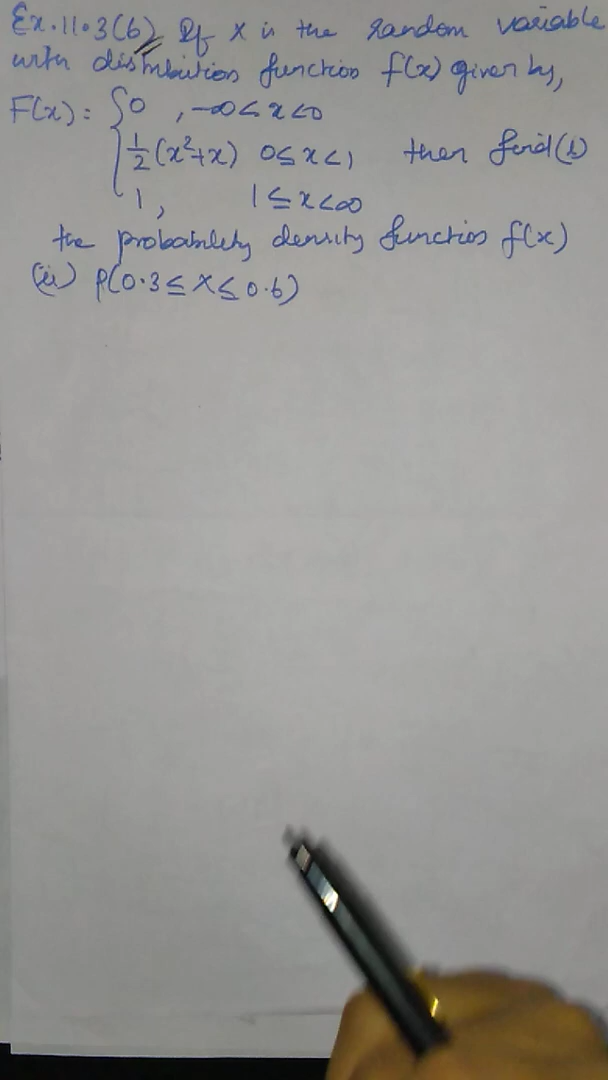 Ex.11.3(6) If X is the random variable
with distribution function f(x) given by,
F(x) = { 0 , -∞ < x < 0
1/2 (x²+x) 0 ≤ x < 1 then find (i)
1 , 1 ≤ x < ∞
the probability density function f(x)
(ii) P(0.3 ≤ X ≤ 0.6)